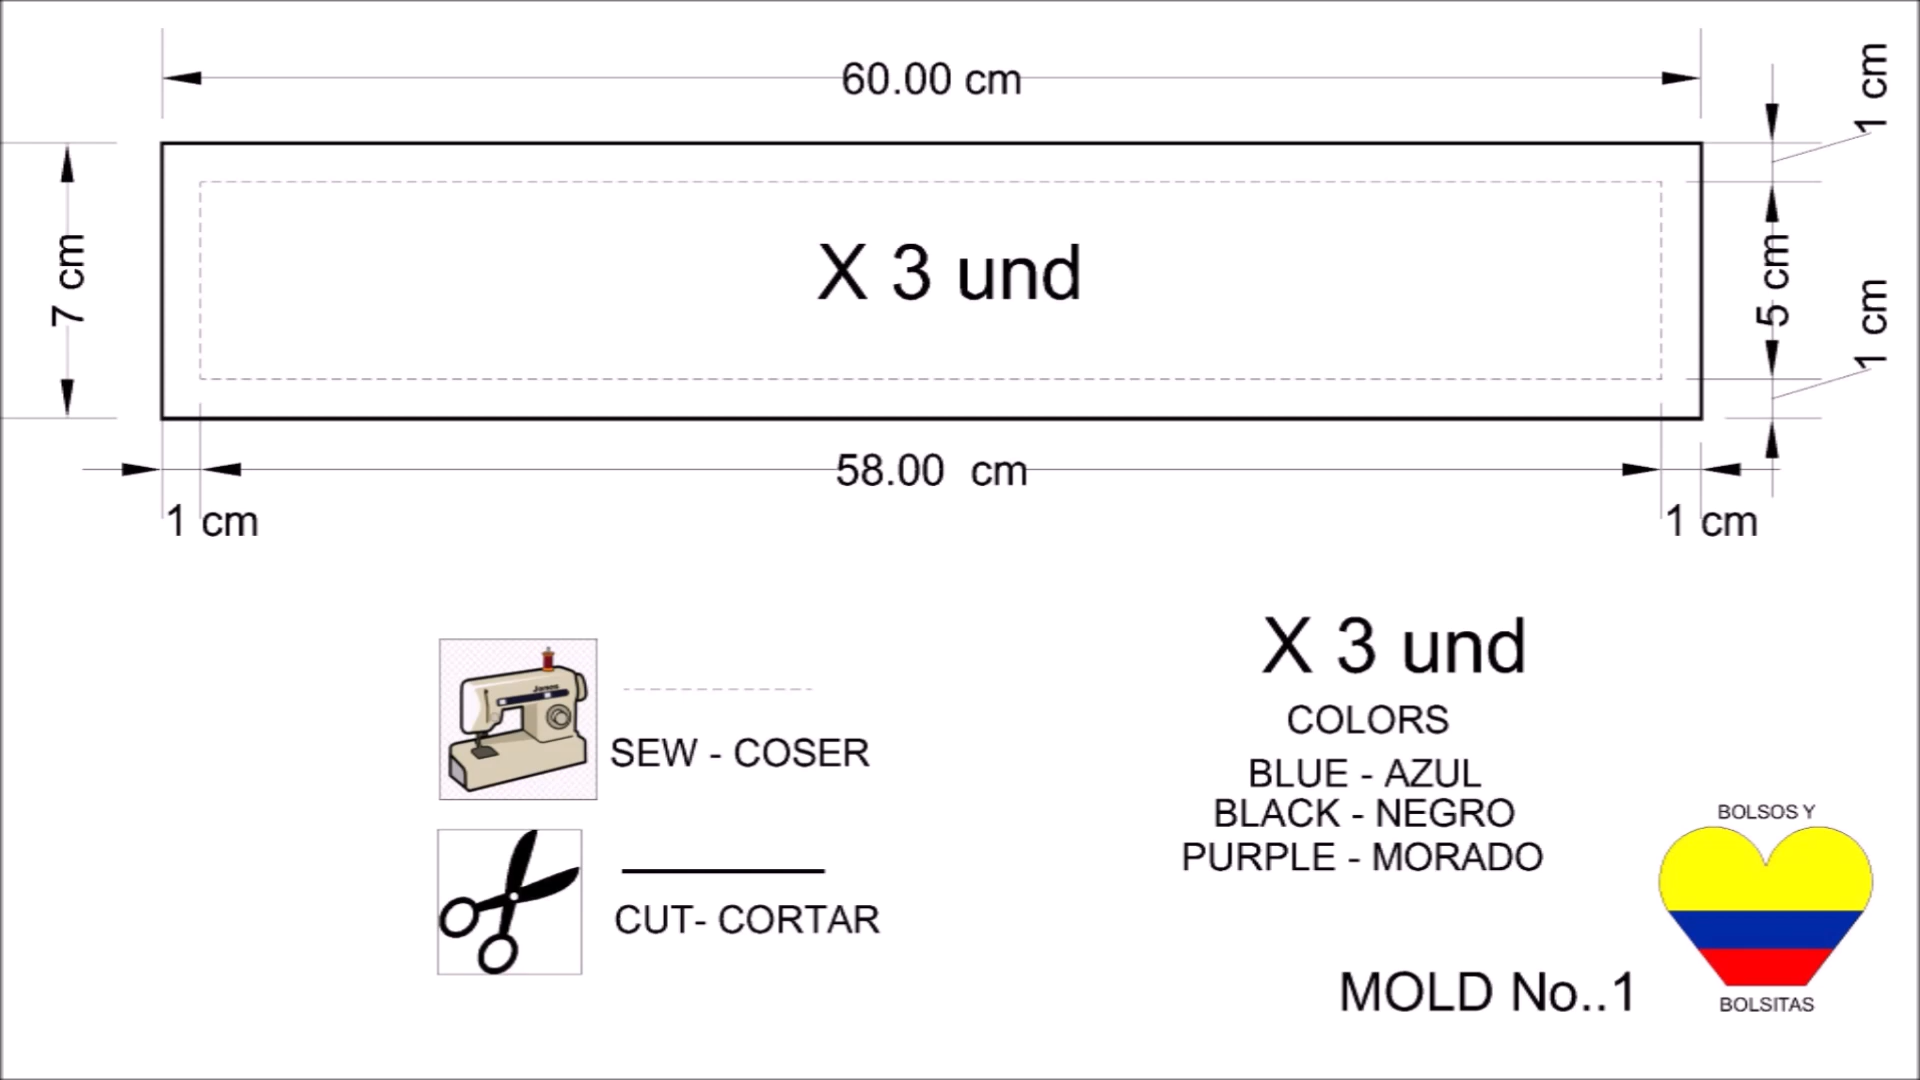 60.00 cm
1 cm
7 cm
X 3 und
5 cm
1 cm
58.00 cm
1 cm
1 cm
X 3 und
COLORS
BLUE - AZUL
BLACK - NEGRO
PURPLE - MORADO
SEW - COSER
CUT- CORTAR
BOLSOS Y
BOLSITAS
MOLD No..1